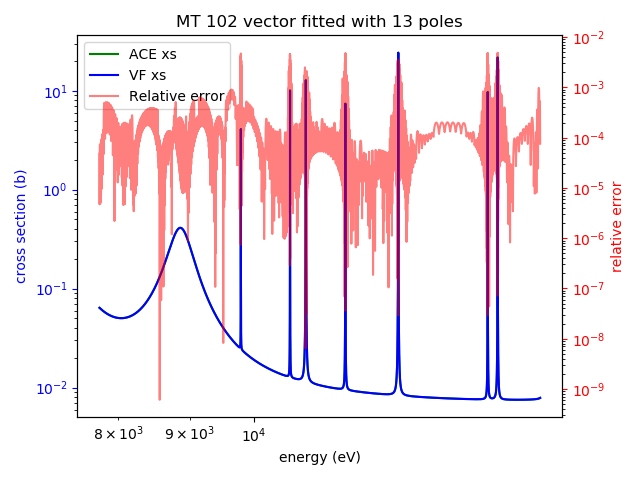 MT 102 vector fitted with 13 poles
ACE xs
VF xs
Relative error
cross section (b)
10¹
10⁰
10⁻¹
10⁻²
10⁻²
10⁻³
10⁻⁴
10⁻⁵
10⁻⁶
10⁻⁷
10⁻⁸
10⁻⁹
relative error
8 × 10³ 9 × 10³ 10⁴
energy (eV)